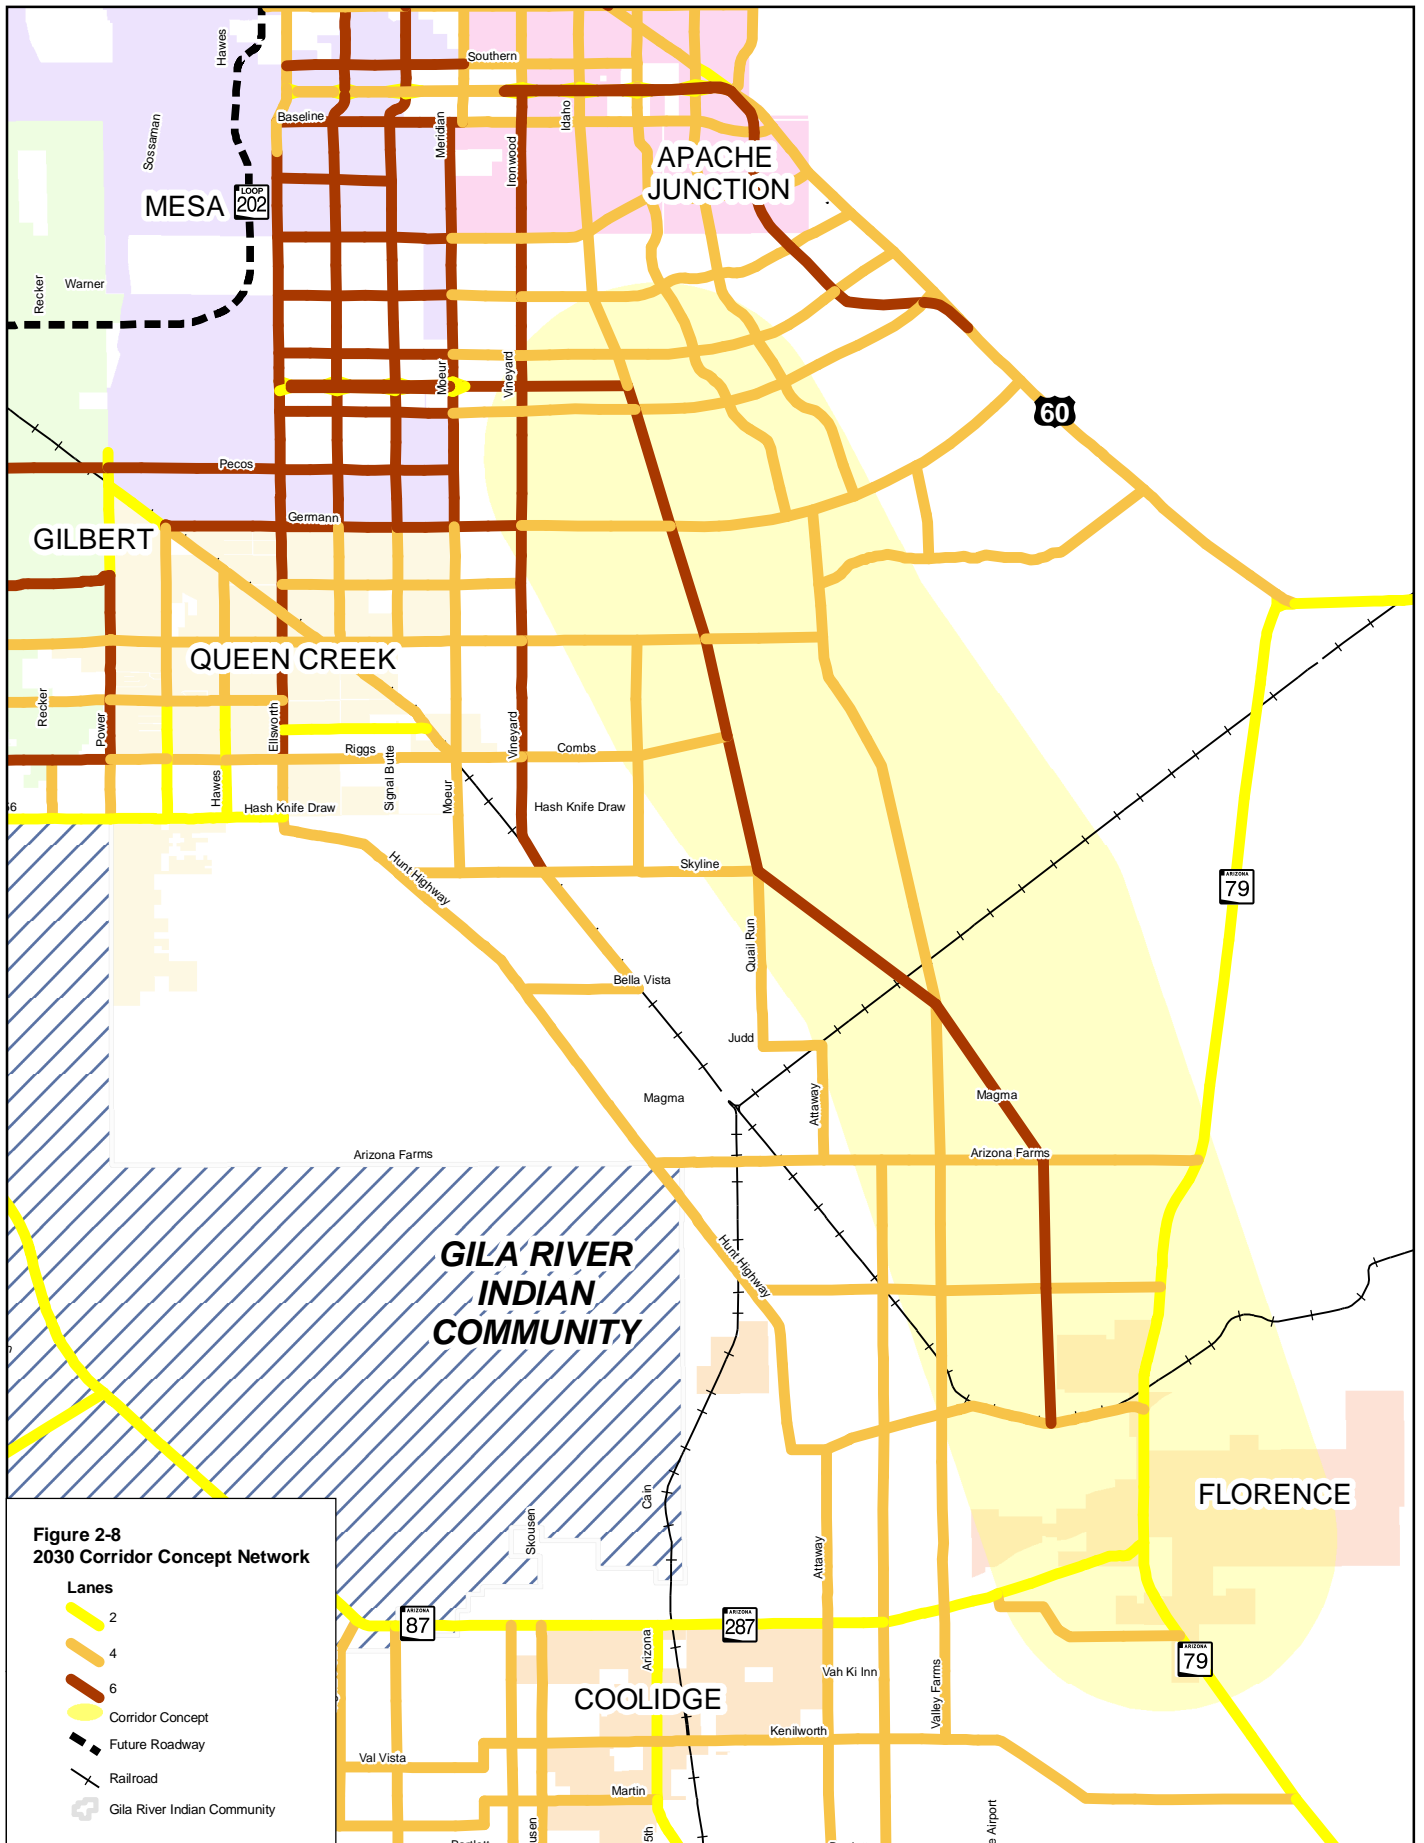 Hawes
Southern
Sossaman
Baseline
Meridian
Ironwood
Idaho
APACHE
JUNCTION
MESA
LOOP
202
Recker
Warner
Moeur
Vineyard
60
Pecos
Germann
GILBERT
QUEEN CREEK
Recker
Power
Ellsworth
Riggs
Signal Butte
Vineyard
Combs
Hawes
Hash Knife Draw
Moeur
Hash Knife Draw
Hunt Highway
Skyline
ARIZONA
79
Quail Run
Bella Vista
Judd
Magma
Attaway
Magma
Arizona Farms
Arizona Farms
GILA RIVER
INDIAN
COMMUNITY
Hunt Highway
FLORENCE
Cain
Skousen
Attaway
Figure 2-8
2030 Corridor Concept Network
Lanes
2
4
6
Corridor Concept
Future Roadway
Railroad
Gila River Indian Community
ARIZONA
87
ARIZONA
287
Arizona
Vah Ki Inn
Valley Farms
ARIZONA
79
COOLIDGE
Kenilworth
Val Vista
Martin
5th